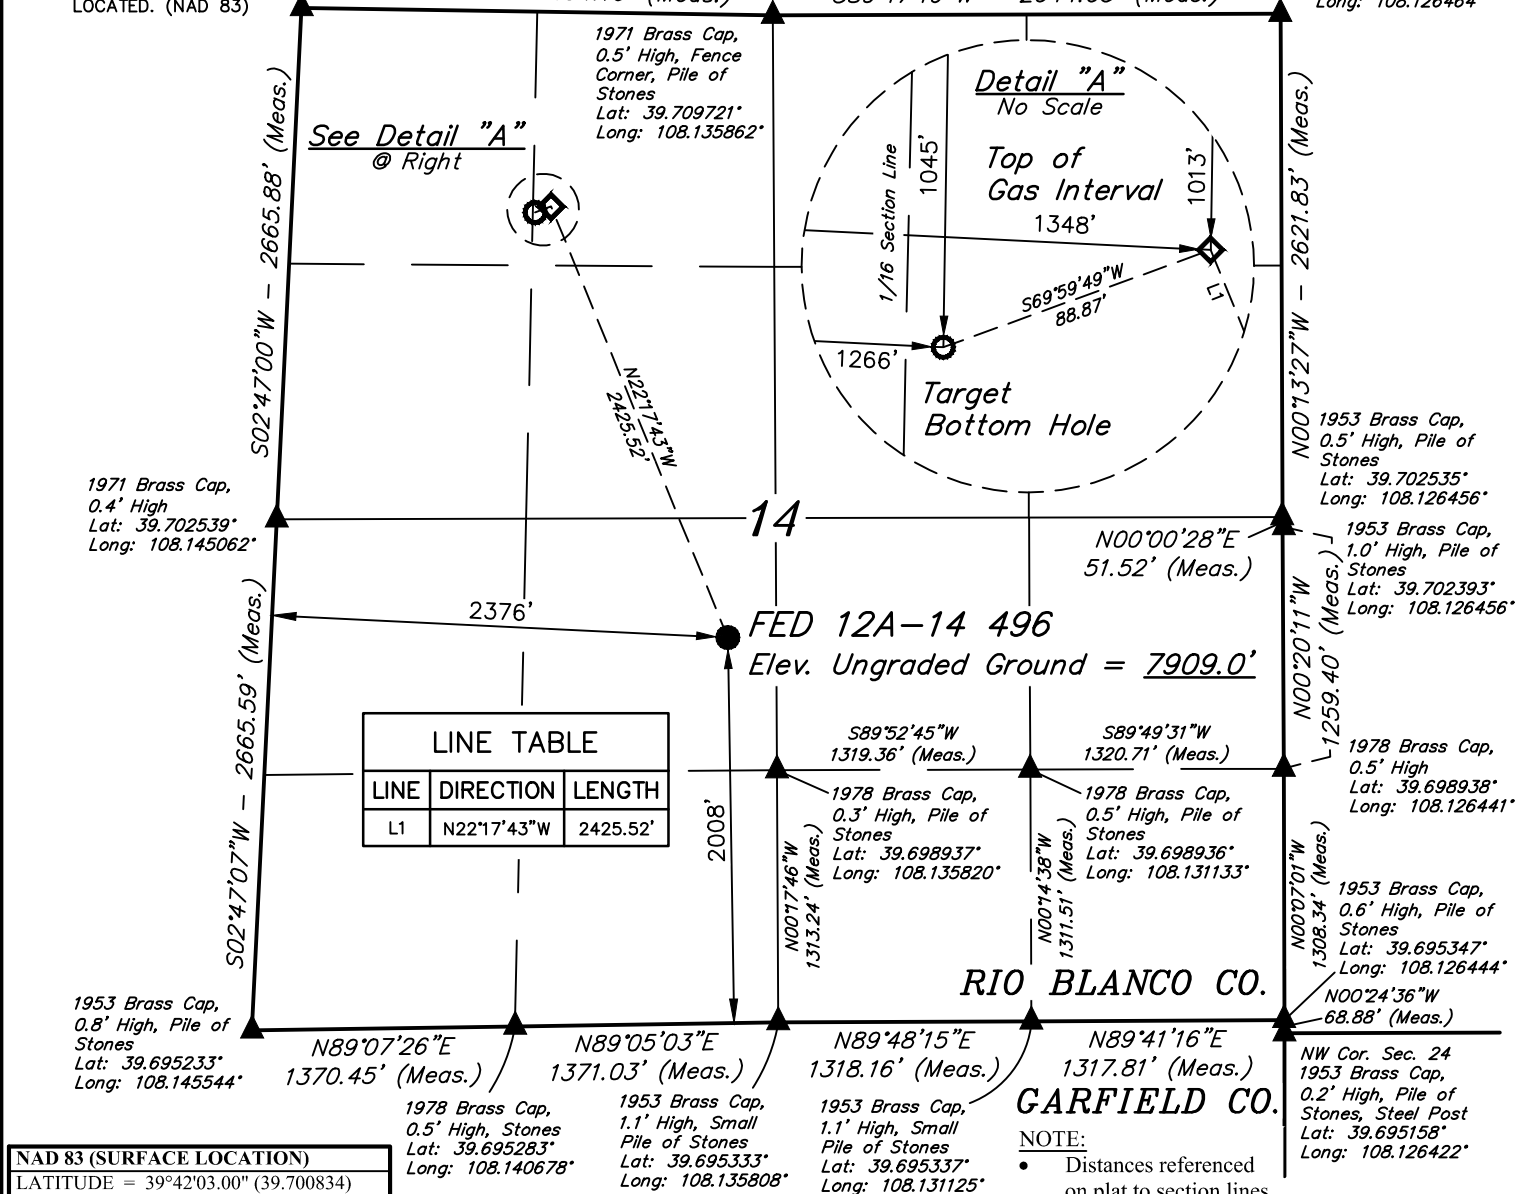 LOCATED. (NAD 83)
1971 Brass Cap,
0.5' High, Fence
Corner, Pile of
Stones
Lat: 39.709721°
Long: 108.135862°
See Detail "A"
@ Right
Detail "A"
No Scale
Top of
Gas Interval
1/16 Section Line
1045'
1013'
1348'
S69°59'49"W
88.87'
L1
1266'
Target
Bottom Hole
S02°47'00"W - 2665.88' (Meas.)
N00°13'27"W - 2621.83' (Meas.)
N22°17'43"W
2425.52'
1953 Brass Cap,
0.5' High, Pile of
Stones
Lat: 39.702535°
Long: 108.126456°
1971 Brass Cap,
0.4' High
Lat: 39.702539°
Long: 108.145062°
14
N00°00'28"E
51.52' (Meas.)
1953 Brass Cap,
1.0' High, Pile of
Stones
Lat: 39.702393°
Long: 108.126456°
2376'
FED 12A-14 496
Elev. Ungraded Ground = 7909.0'
N00°20'11"W
1259.40' (Meas.)
S02°47'07"W - 2665.59' (Meas.)
LINE TABLE
LINE DIRECTION LENGTH
L1 N22°17'43"W 2425.52'
2008'
S89°52'45"W
1319.36' (Meas.)
S89°49'31"W
1320.71' (Meas.)
1978 Brass Cap,
0.5' High
Lat: 39.698938°
Long: 108.126441°
1978 Brass Cap,
0.3' High, Pile of
Stones
Lat: 39.698937°
Long: 108.135820°
1978 Brass Cap,
0.5' High, Pile of
Stones
Lat: 39.698936°
Long: 108.131133°
N00°17'46"W
1313.24' (Meas.)
N00°14'38"W
1311.51' (Meas.)
N00°07'01"W
1308.34' (Meas.)
1953 Brass Cap,
0.6' High, Pile of
Stones
Lat: 39.695347°
Long: 108.126444°
RIO BLANCO CO.
N00°24'36"W
68.88' (Meas.)
1953 Brass Cap,
0.8' High, Pile of
Stones
Lat: 39.695233°
Long: 108.145544°
N89°07'26"E
1370.45' (Meas.)
N89°05'03"E
1371.03' (Meas.)
N89°48'15"E
1318.16' (Meas.)
N89°41'16"E
1317.81' (Meas.)
GARFIELD CO.
NW Cor. Sec. 24
1953 Brass Cap,
0.2' High, Pile of
Stones, Steel Post
Lat: 39.695158°
Long: 108.126422°
1978 Brass Cap,
0.5' High, Stones
Lat: 39.695283°
Long: 108.140678°
1953 Brass Cap,
1.1' High, Small
Pile of Stones
Lat: 39.695333°
Long: 108.135808°
1953 Brass Cap,
1.1' High, Small
Pile of Stones
Lat: 39.695337°
Long: 108.131125°
NOTE:
• Distances referenced
on plat to section lines
NAD 83 (SURFACE LOCATION)
LATITUDE = 39°42'03.00" (39.700834)